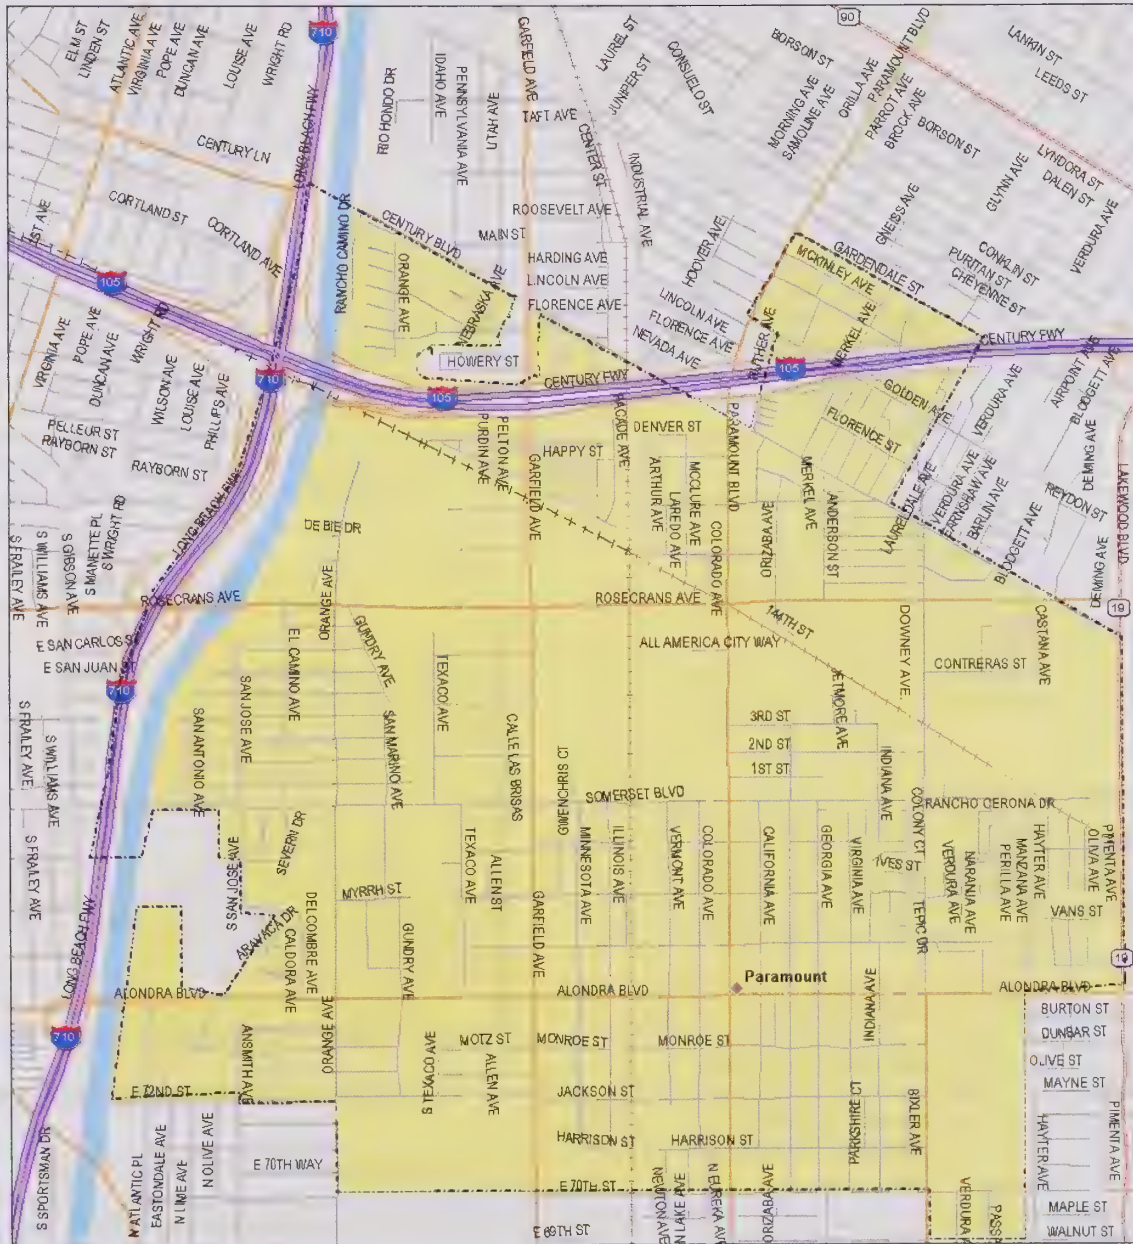 90
ELM ST
LINDEN ST
ATLANTIC AVE
VIRGINIA AVE
POPE AVE
DUNCAN AVE
LOUISE AVE
WRIGHT RD
710
LONG BEACH FWY
RIO HONDO DR
IDAHO AVE
PENNSYLVANIA AVE
UTAH AVE
GARFIELD AVE
TAFT AVE
LAUREL ST
JUNIPER ST
CONSUELO ST
CENTER ST
INDUSTRIAL AVE
BORSON ST
MORNING AVE
SAMOLINE AVE
ORILLA AVE
PARAMOUNT BLVD
PARROT AVE
BROCK AVE
BORSON ST
LANKIN ST
LEEDS ST
LYNDORA ST
DALEN ST
GLYNN AVE
VERDURA AVE
GNEISS AVE
CENTURY LN
CORTLAND ST
CORTLAND AVE
1ST AVE
RANCHO CAMINO DR
CENTURY BLVD
ORANGE AVE
MAIN ST
NEBRASKA AVE
ROOSEVELT AVE
HARDING AVE
LINCOLN AVE
FLORENCE AVE
HOOVER AVE
LINCOLN AVE
FLORENCE AVE
NEVADA AVE
MCKINLEY AVE
GARDENDALE ST
CONKLIN ST
PURITAN ST
CHEYENNE ST
MERKEL AVE
105
HOWERY ST
CENTURY FWY
105
105
CENTURY FWY
VIRGINIA AVE
POPE AVE
DUNCAN AVE
WRIGHT RD
WILSON AVE
LOUISE AVE
PHILLIPS AVE
710
PELLEUR ST
RAYBORN ST
RAYBORN ST
LONG BEACH FWY
PURDIN AVE
PELTON AVE
GARFIELD AVE
HAPPY ST
FACADE AVE
DENVER ST
ARTHUR AVE
LAREDO AVE
MCCLURE AVE
COLORADO AVE
PARAMOUNT BLVD
ORIZABA AVE
MERKEL AVE
ANDERSON ST
GOLDEN AVE
FLORENCE ST
LAURELDALE AVE
VERDURA AVE
VERDURA AVE
EARNSHAW AVE
BARLIN AVE
BLODGETT AVE
AIRPOINT AVE
BLODGETT AVE
DEMING AVE
REYDON ST
DEMING AVE
LAKEWOOD BLVD
19
S FRAILEY AVE
S WILLIAMS AVE
S GIBSON AVE
S MANETTE PL
S WRIGHT RD
DE BIE DR
ORANGE AVE
ROSECRANS AVE
ROSECRANS AVE
E SAN CARLOS ST
E SAN JUAN ST
710
EL CAMINO AVE
GUNDRY AVE
TEXACO AVE
ALL AMERICA CITY WAY
144TH ST
DOWNEY AVE.
CONTRERAS ST
CASTANA AVE
S FRAILEY AVE
S WILLIAMS AVE
SAN ANTONIO AVE
SAN JOSE AVE
SAN MARINO AVE
CALLE LAS BRISAS
GWENCHRIS CT
3RD ST
2ND ST
1ST ST
JETMORE AVE
INDIANA AVE
SOMERSET BLVD
COLONY CT
RANCHO CERONA DR
S FRAILEY AVE
S SAN JOSE AVE
SEVERN DR
TEXACO AVE
ALLEN ST
MINNESOTA AVE
ILLINOIS AVE
VERMONT AVE
COLORADO AVE
CALIFORNIA AVE
GEORGIA AVE
VIRGINIA AVE
IVES ST
VERDURA AVE
NARANJA AVE
PERILLA AVE
MANZANA AVE
HAYTER AVE
OLIVA AVE
PIMENTA AVE
VANS ST
TEPIC DR
MYRRH ST
DELCOMBRE AVE
CALDORA AVE
ARAVACA DR
GUNDRY AVE
GARFIELD AVE
LONG BEACH FWY
19
Paramount
ALONDRA BLVD
ALONDRA BLVD
ALONDRA BLVD
710
ORANGE AVE
MOTZ ST
ALLEN AVE
S TEXACO AVE
MONROE ST
MONROE ST
INDIANA AVE
BURTON ST
DUNBAR ST
OLIVE ST
MAYNE ST
E 72ND ST
JACKSON ST
PARKSHIRE CT
BIXLER AVE
HARRISON ST
HARRISON ST
HAYTER AVE
PIMENTA AVE
S SPORTSMAN DR
N ATLANTIC PL
EASTONDALE AVE
N LIME AVE
N OLIVE AVE
E 70TH WAY
E 70TH ST
E 69TH ST
NEWTON AVE
N LAKE AVE
N EUREKA AVE
ORIZABA AVE
VERDURA
MAPLE ST
WALNUT ST